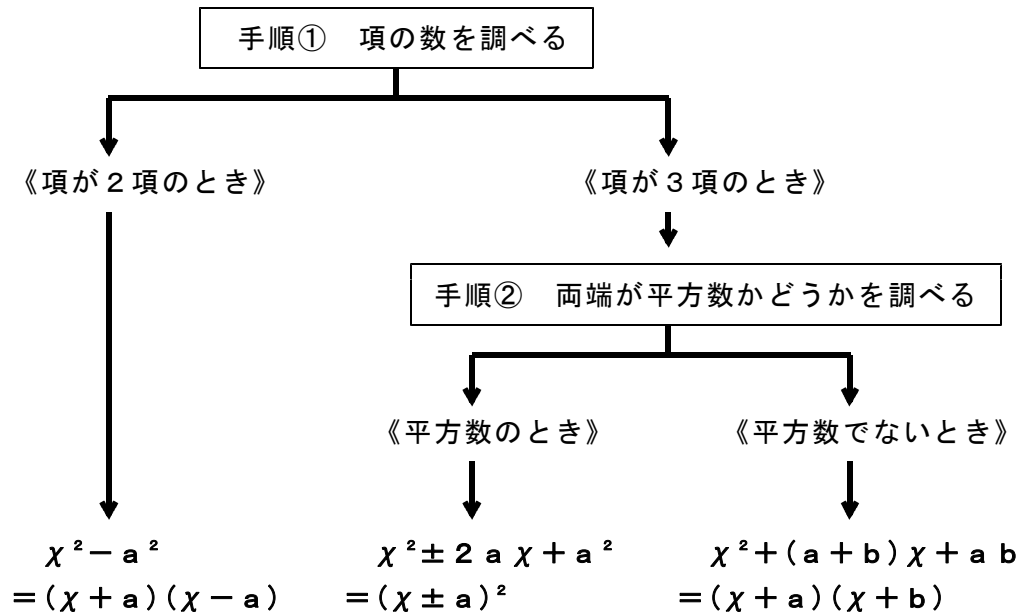 手順① 項の数を調べる
《項が２項のとき》
《項が３項のとき》
手順② 両端が平方数かどうかを調べる
《平方数のとき》
《平方数でないとき》
χ²－ａ²
＝(χ＋ａ)(χ－ａ)
χ²±２ａχ＋ａ²
＝(χ±ａ)²
χ²＋(ａ＋ｂ)χ＋ａｂ
＝(χ＋ａ)(χ＋ｂ)